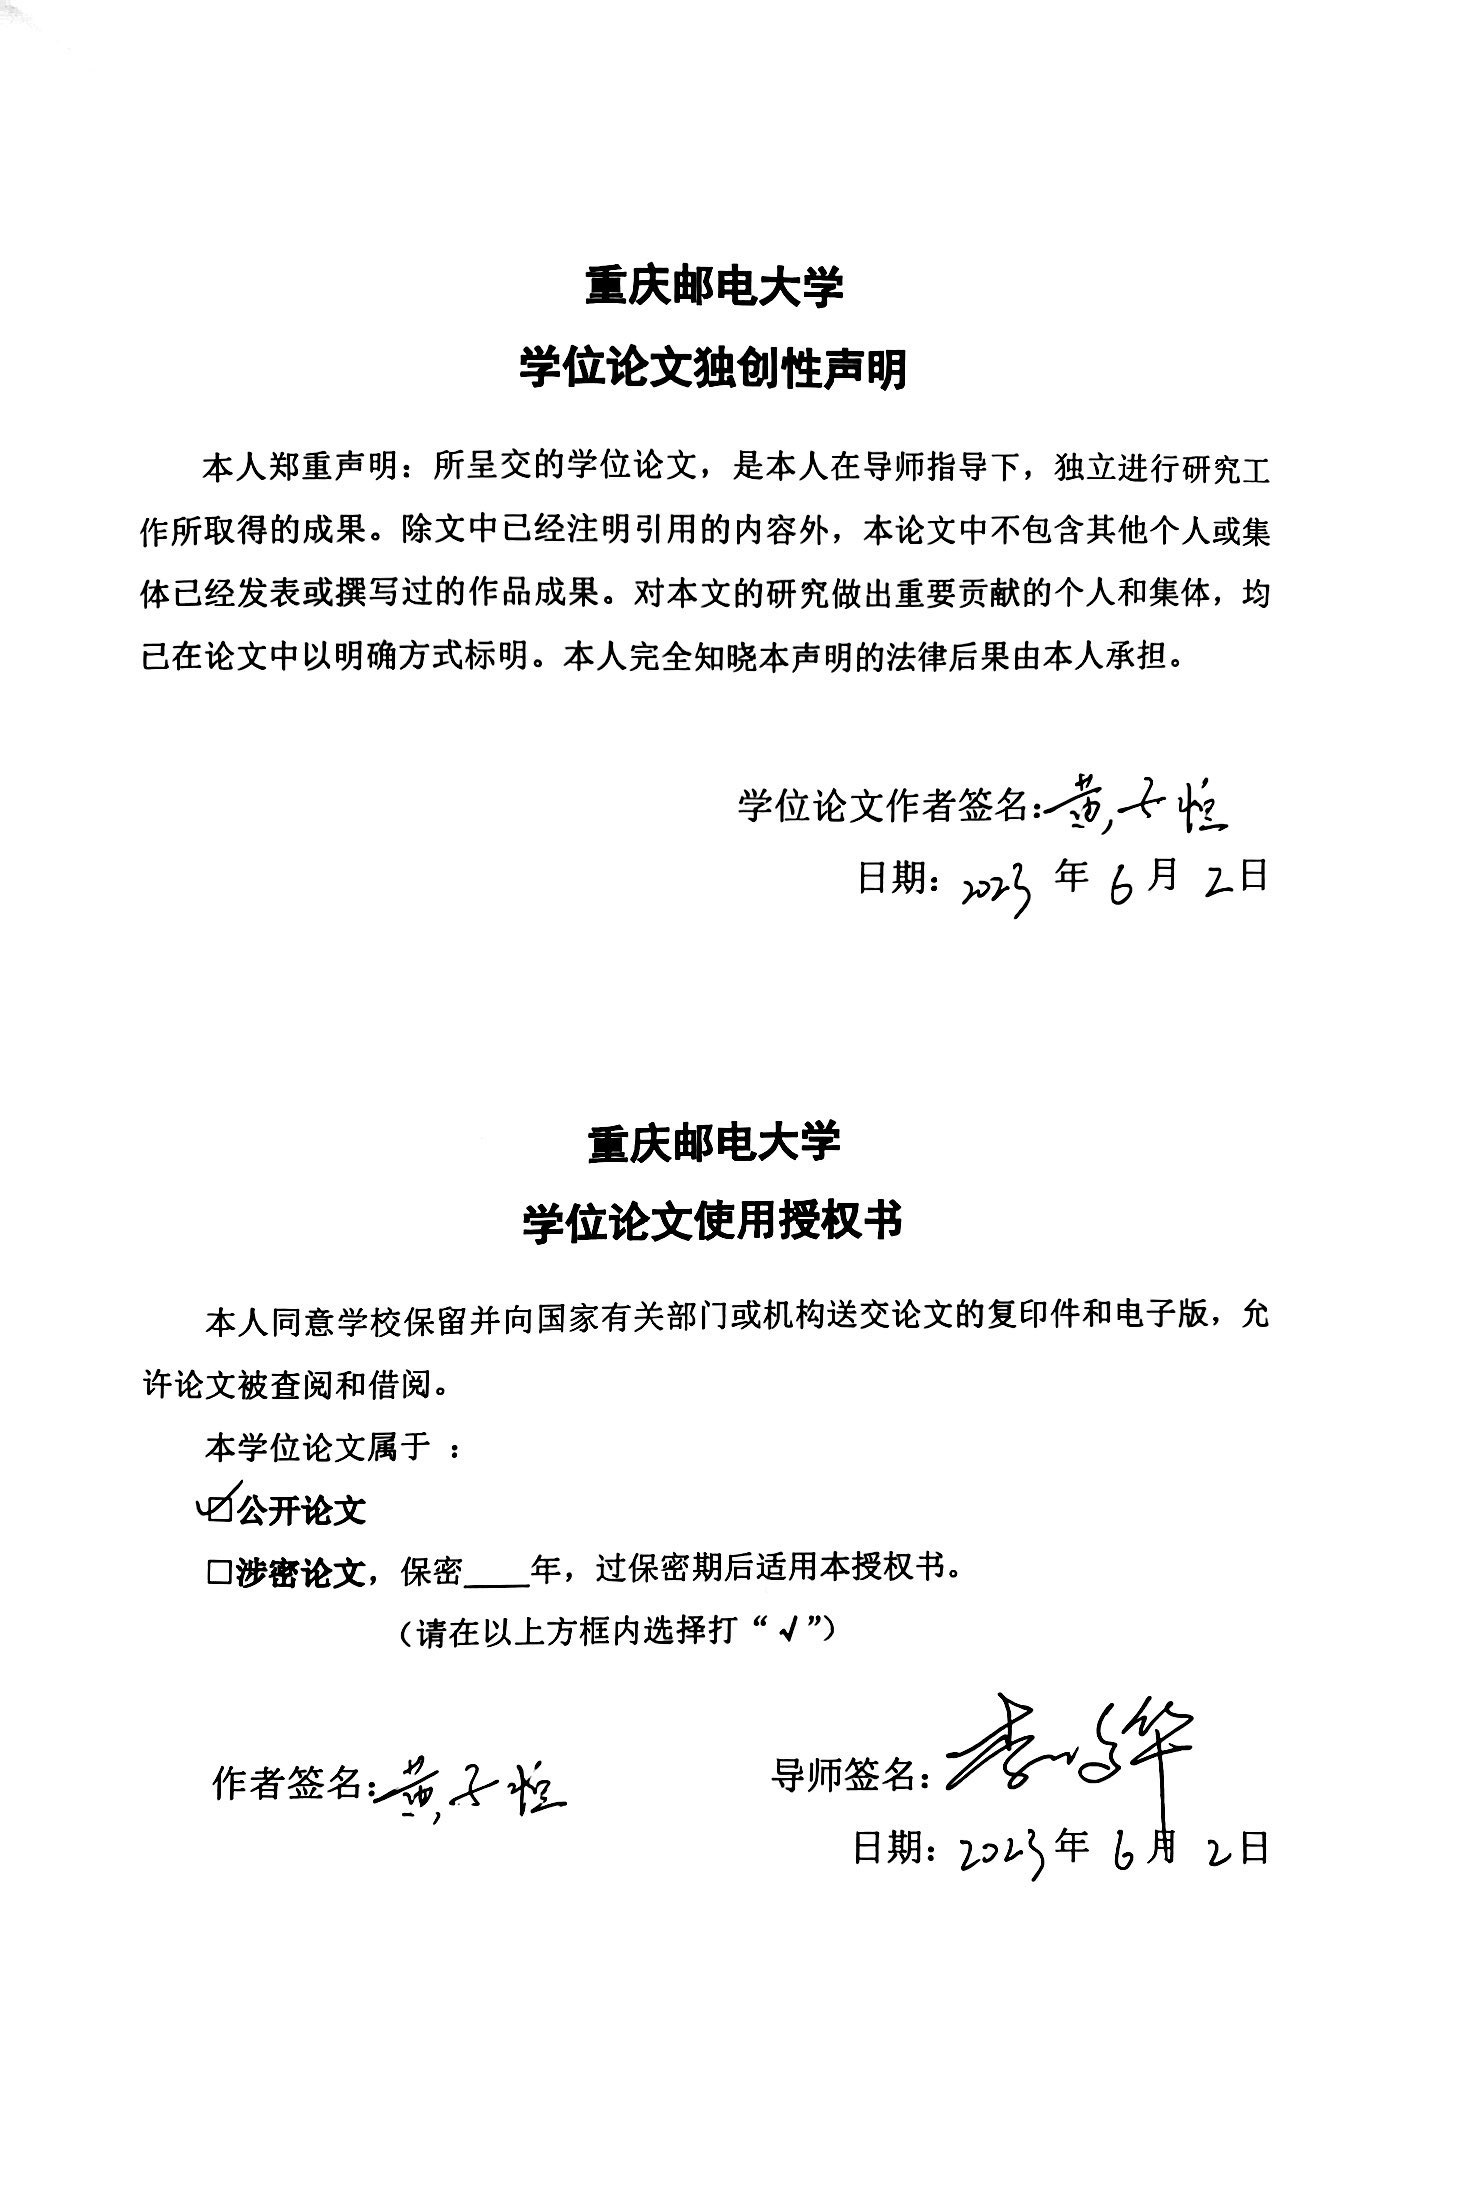 重庆邮电大学
学位论文独创性声明
本人郑重声明：所呈交的学位论文，是本人在导师指导下，独立进行研究工
作所取得的成果。除文中已经注明引用的内容外，本论文中不包含其他个人或集
体已经发表或撰写过的作品成果。对本文的研究做出重要贡献的个人和集体，均
已在论文中以明确方式标明。本人完全知晓本声明的法律后果由本人承担。
学位论文作者签名：黄子恒
日期：2023 年 6 月 2 日
重庆邮电大学
学位论文使用授权书
本人同意学校保留并向国家有关部门或机构送交论文的复印件和电子版，允
许论文被查阅和借阅。
本学位论文属于 ：
☑公开论文
□涉密论文，保密____年，过保密期后适用本授权书。
（请在以上方框内选择打“√”）
作者签名：黄子恒 导师签名：李
日期：2023 年 6 月 2 日